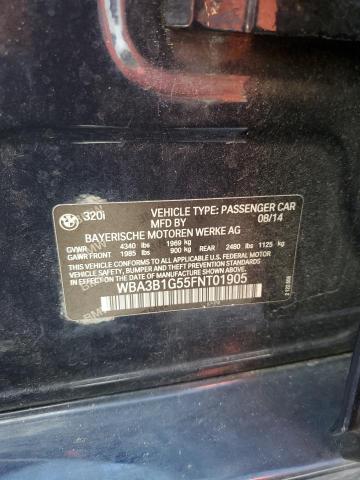 320i
VEHICLE TYPE: PASSENGER CAR
MFD BY 08/14
BAYERISCHE MOTOREN WERKE AG
GVWR 4340 lbs 1969 kg
GAWR FRONT 1985 lbs 900 kg REAR 2480 lbs 1125 kg
THIS VEHICLE CONFORMS TO ALL APPLICABLE U.S. FEDERAL MOTOR
VEHICLE SAFETY, BUMPER, AND THEFT PREVENTION STANDARDS IN
EFFECT ON THE DATE OF MANUFACTURE SHOWN ABOVE.
WBA3B1G55FNT01905